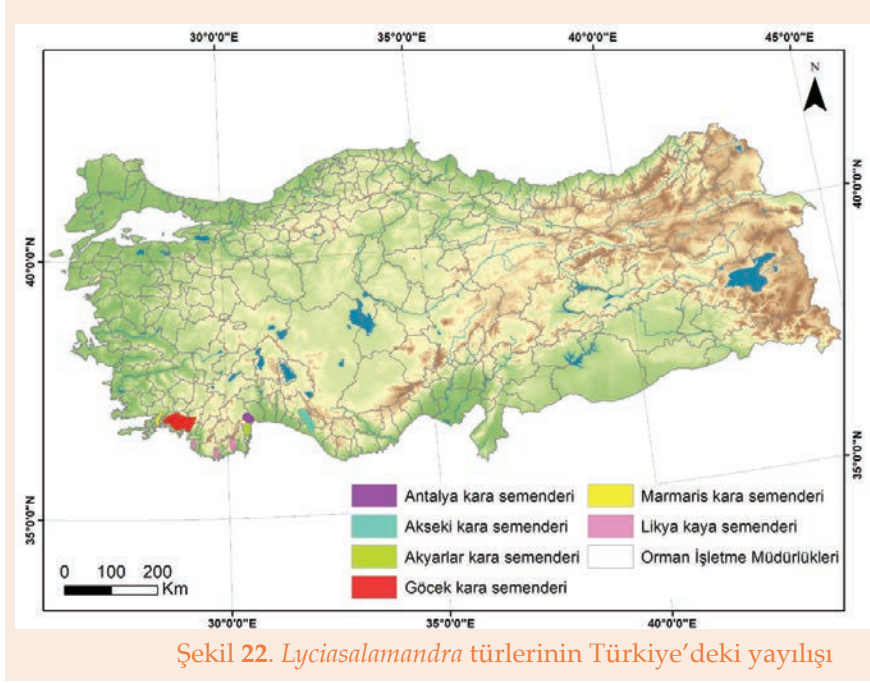 30°0'0"E 35°0'0"E 40°0'0"E 45°0'0"E
N
40°0'0"N 40°0'0"N
35°0'0"N 35°0'0"N
Antalya kara semenderi Marmaris kara semenderi
Akseki kara semenderi Likya kaya semenderi
Akyarlar kara semenderi Orman İşletme Müdürlükleri
Göcek kara semenderi
0 100 200
Km
30°0'0"E 35°0'0"E 40°0'0"E
Şekil 22. Lyciasalamandra türlerinin Türkiye'deki yayılışı